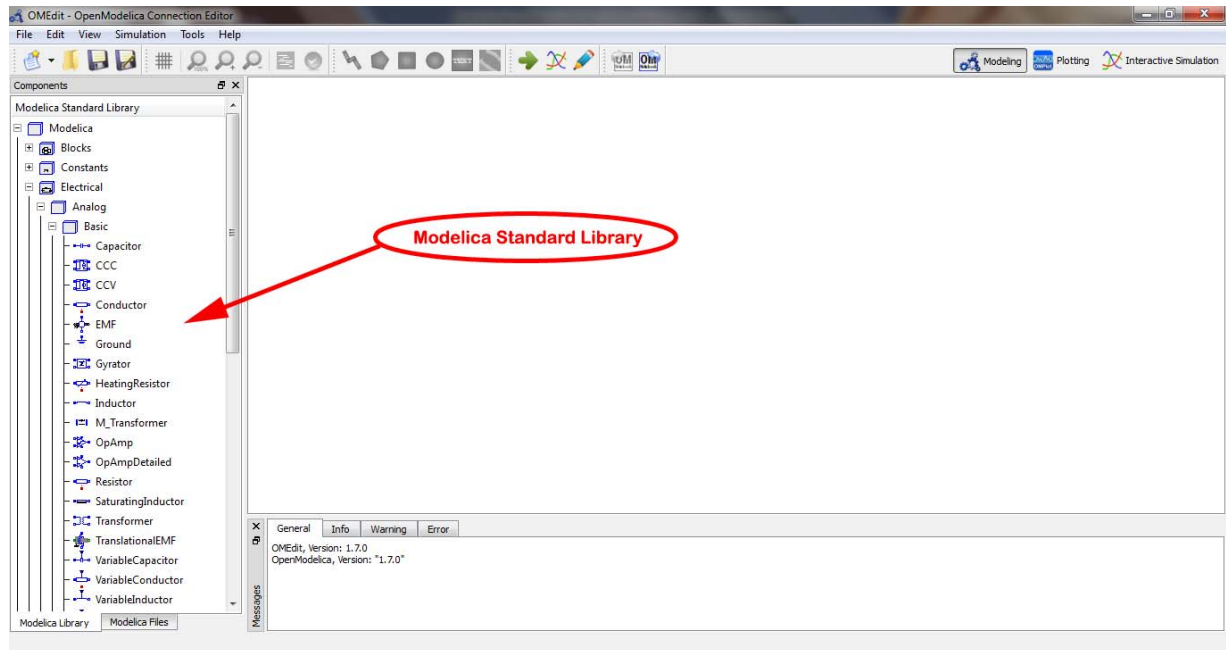 OMEdit - OpenModelica Connection Editor
File Edit View Simulation Tools Help
Modeling Plotting Interactive Simulation
Components
Modelica Standard Library
Modelica
Blocks
Constants
Electrical
Analog
Basic
Capacitor
CCC
CCV
Conductor
EMF
Ground
Gyrator
HeatingResistor
Inductor
M_Transformer
OpAmp
OpAmpDetailed
Resistor
SaturatingInductor
Transformer
TranslationalEMF
VariableCapacitor
VariableConductor
VariableInductor
Modelica Library Modelica Files
Modelica Standard Library
General Info Warning Error
OMEdit, Version: 1.7.0
OpenModelica, Version: "1.7.0"
Messages